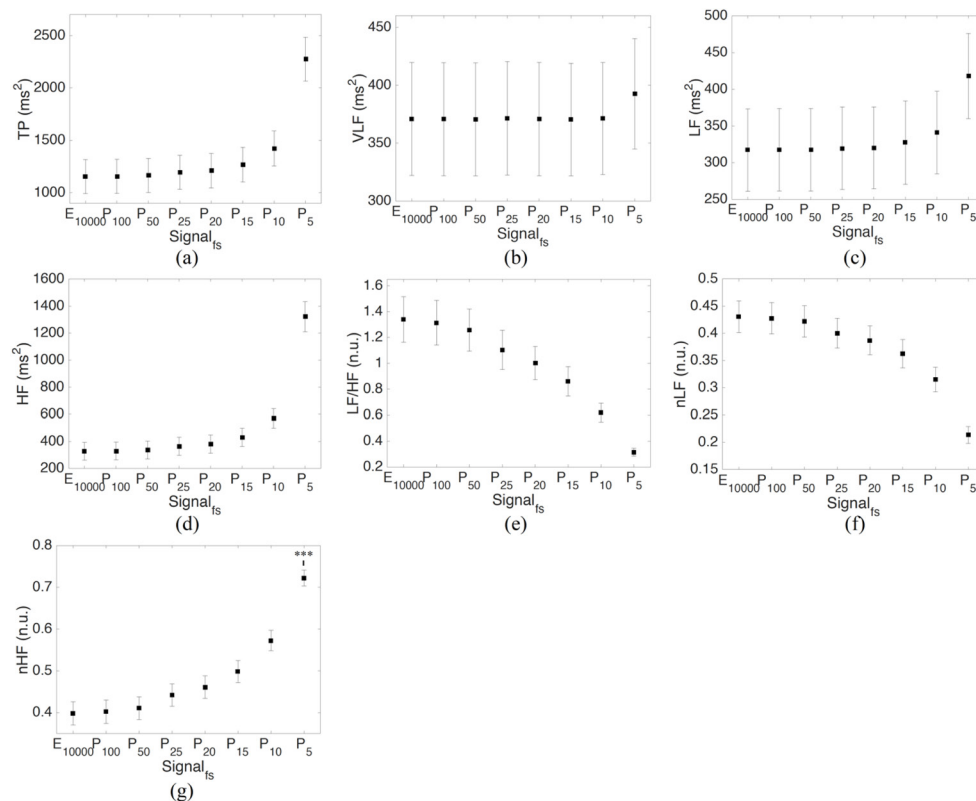 2500
2000
1500
1000
TP (ms2)
E10000 P100 P50 P25 P20 P15 P10 P5
Signalfs
(a)
450
400
350
300
VLF (ms2)
E10000 P100 P50 P25 P20 P15 P10 P5
Signalfs
(b)
500
450
400
350
300
250
LF (ms2)
E10000 P100 P50 P25 P20 P15 P10 P5
Signalfs
(c)
1600
1400
1200
1000
800
600
400
200
HF (ms2)
E10000 P100 P50 P25 P20 P15 P10 P5
Signalfs
(d)
1.6
1.4
1.2
1
0.8
0.6
0.4
0.2
LF/HF (n.u.)
E10000 P100 P50 P25 P20 P15 P10 P5
Signalfs
(e)
0.5
0.45
0.4
0.35
0.3
0.25
0.2
0.15
nLF (n.u.)
E10000 P100 P50 P25 P20 P15 P10 P5
Signalfs
(f)
0.8
0.7
0.6
0.5
0.4
nHF (n.u.)
***
E10000 P100 P50 P25 P20 P15 P10 P5
Signalfs
(g)